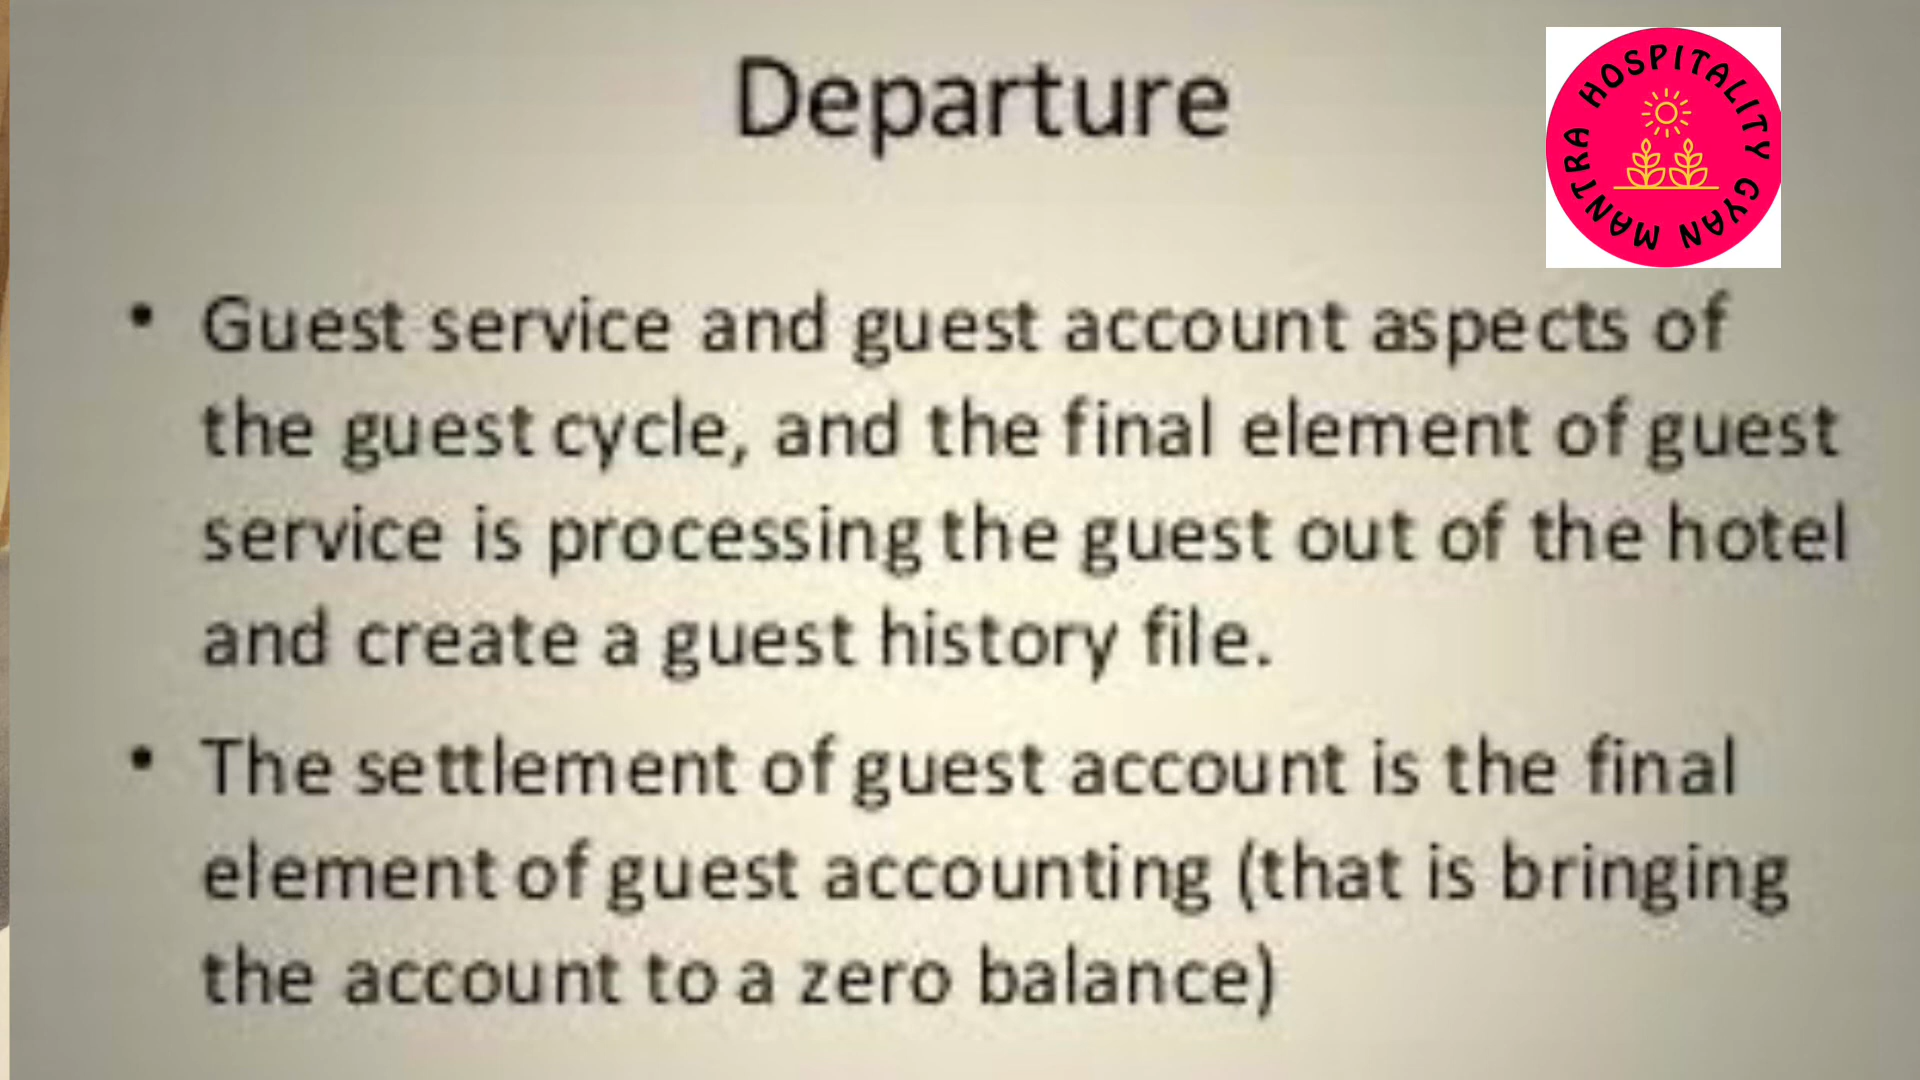 Departure
HOSPITALITY GYAN MANTRA
• Guest service and guest account aspects of
the guest cycle, and the final element of guest
service is processing the guest out of the hotel
and create a guest history file.
• The settlement of guest account is the final
element of guest accounting (that is bringing
the account to a zero balance)